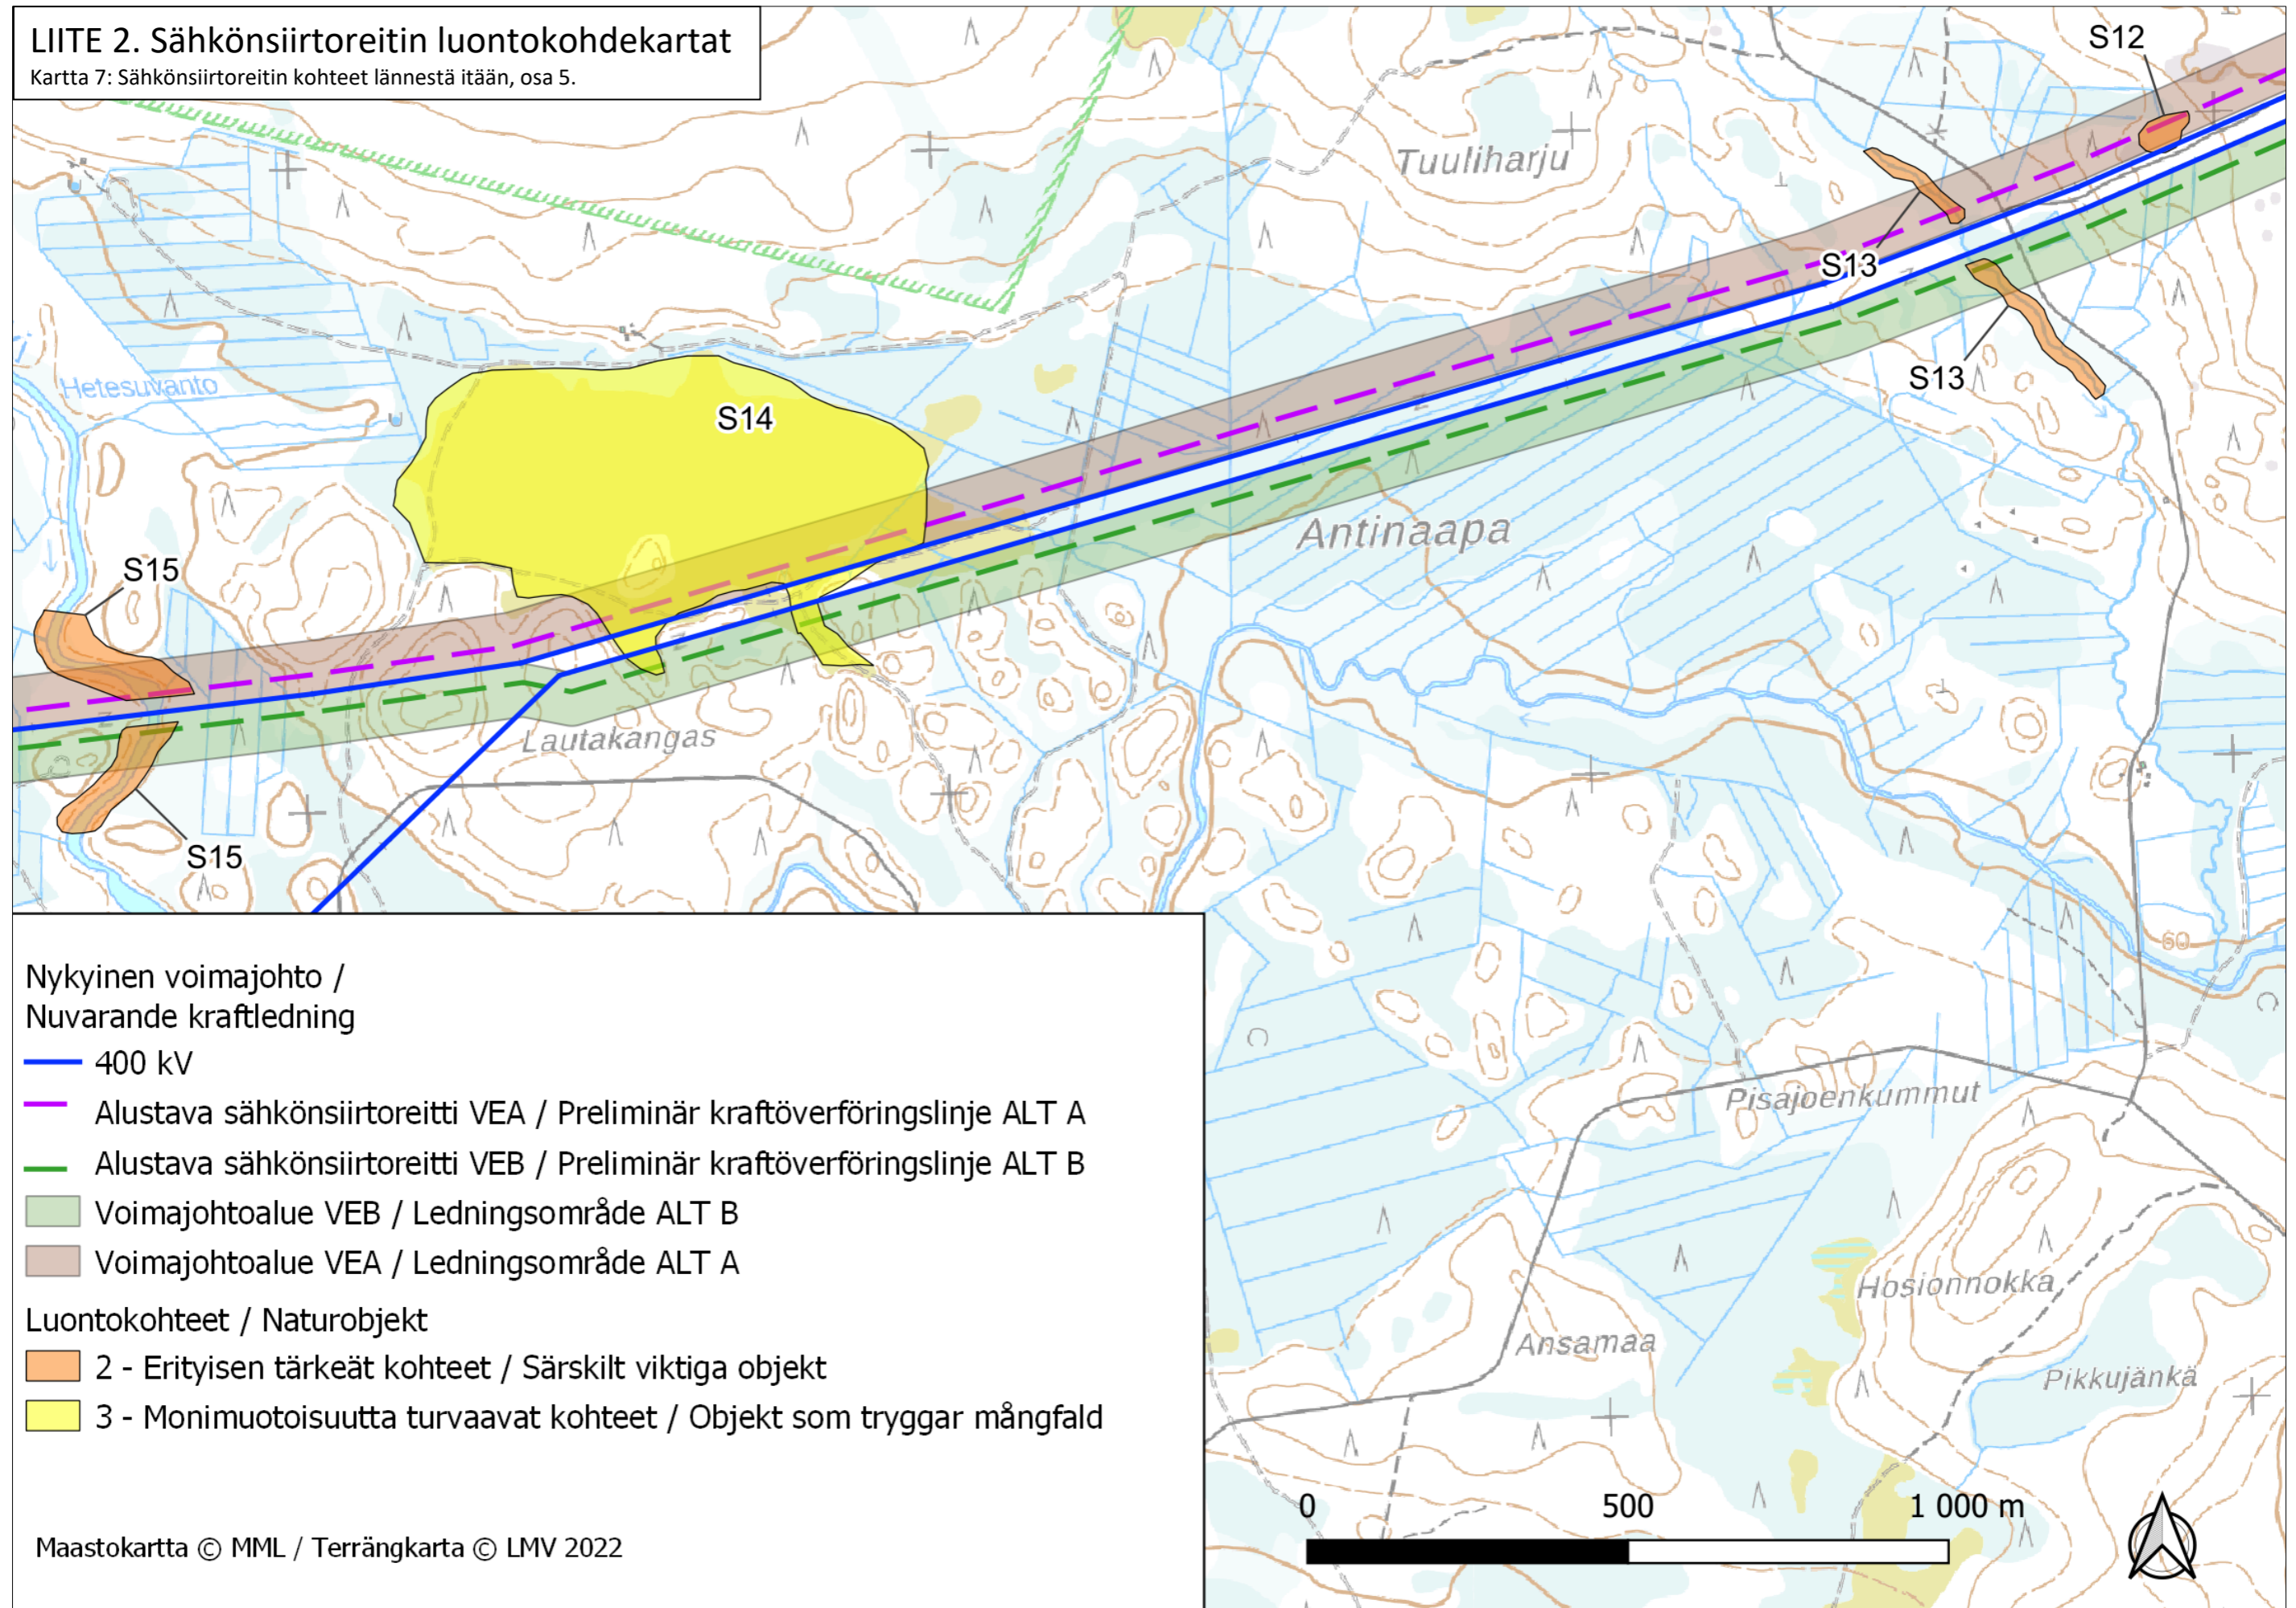 LIITE 2. Sähkönsiirtoreitin luontokohdekartat
Kartta 7: Sähkönsiirtoreitin kohteet lännestä itään, osa 5.
S12
Tuuliharju
S13
S13
Hetesuvanto
S14
Antinaapa
S15
Lautakangas
S15
60
Pisajoenkummut
Hosionnokka
Ansamaa
Pikkujänkä
Nykyinen voimajohto /
Nuvarande kraftledning
400 kV
Alustava sähkönsiirtoreitti VEA / Preliminär kraftöverföringslinje ALT A
Alustava sähkönsiirtoreitti VEB / Preliminär kraftöverföringslinje ALT B
Voimajohtoalue VEB / Ledningsområde ALT B
Voimajohtoalue VEA / Ledningsområde ALT A
Luontokohteet / Naturobjekt
2 - Erityisen tärkeät kohteet / Särskilt viktiga objekt
3 - Monimuotoisuutta turvaavat kohteet / Objekt som tryggar mångfald
Maastokartta © MML / Terrängkarta © LMV 2022
0 500 1 000 m